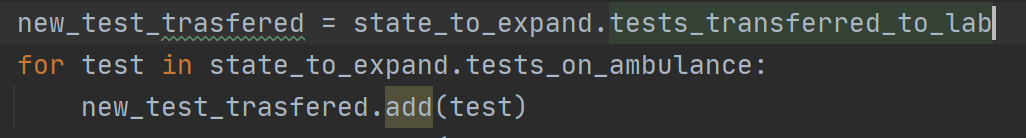 new_test_trasfered = state_to_expand.tests_transferred_to_lab
for test in state_to_expand.tests_on_ambulance:
    new_test_trasfered.add(test)